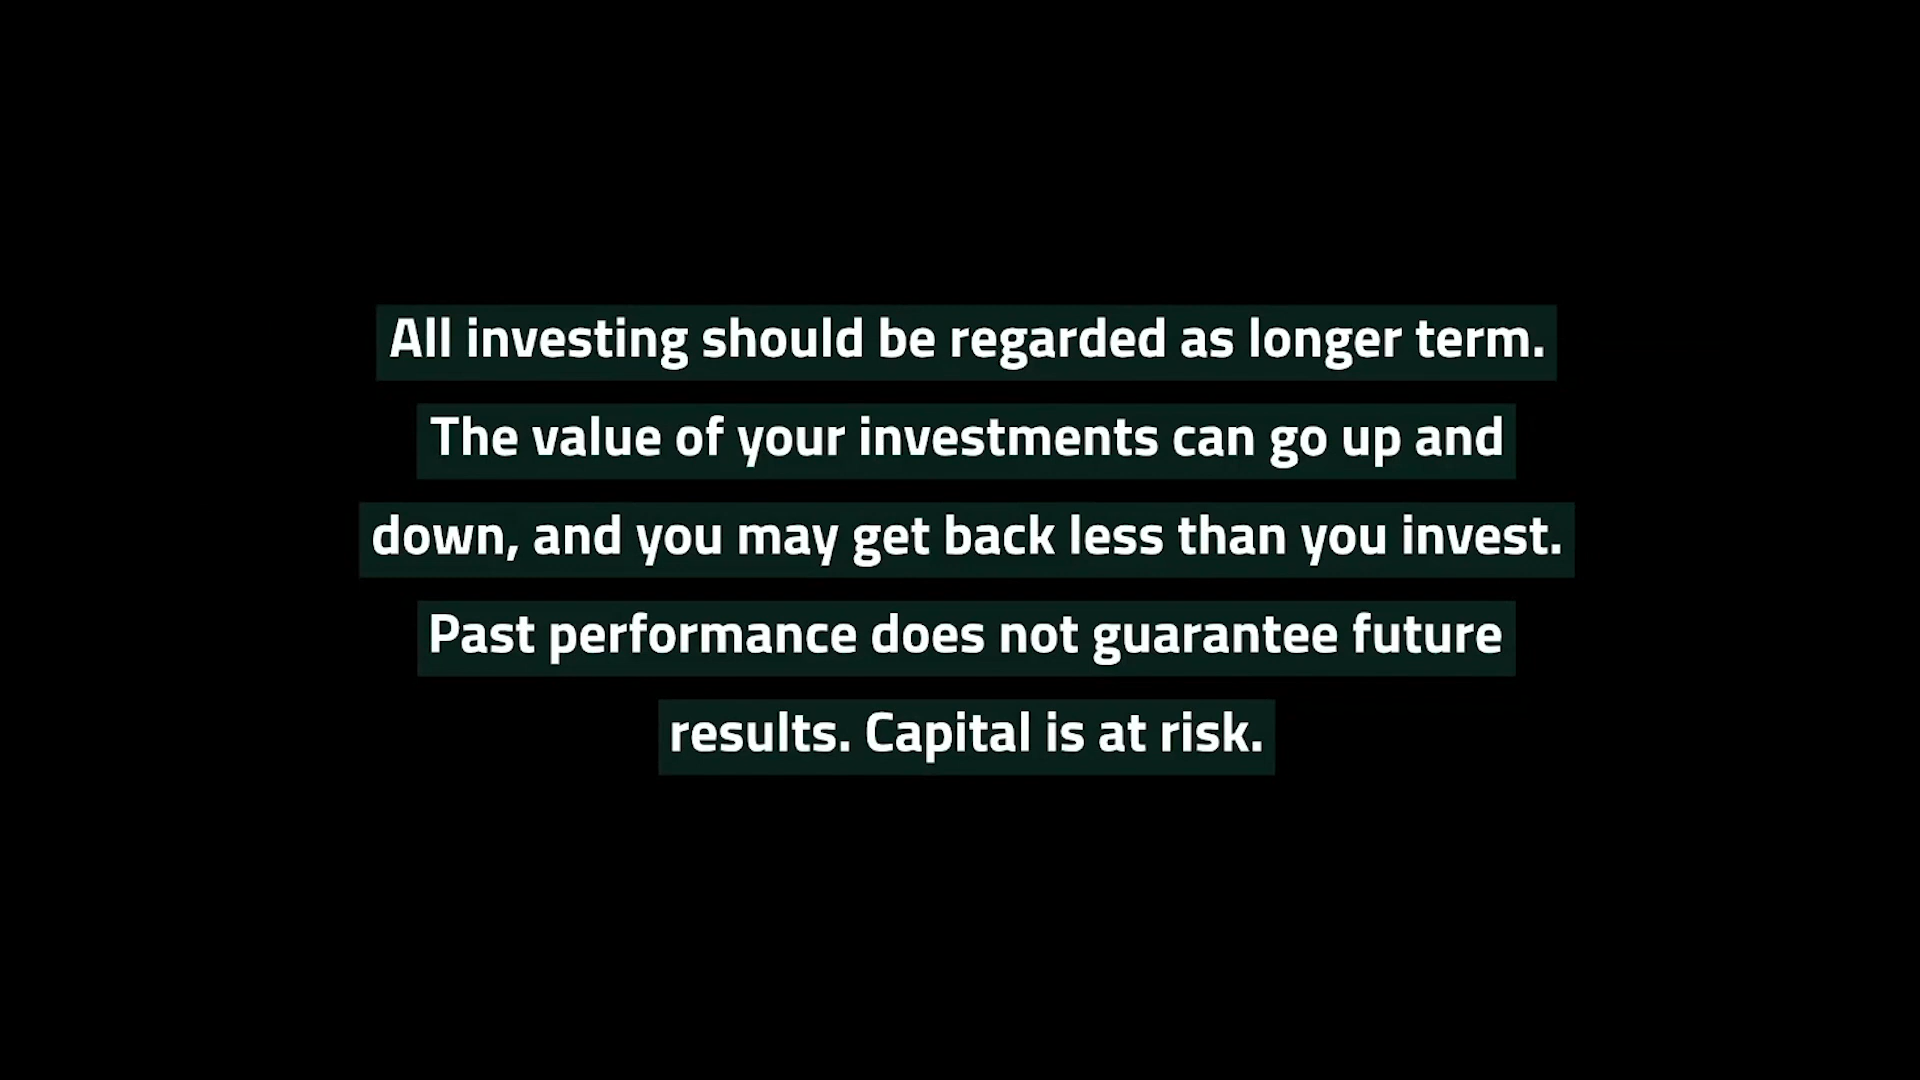 All investing should be regarded as longer term.
The value of your investments can go up and
down, and you may get back less than you invest.
Past performance does not guarantee future
results. Capital is at risk.